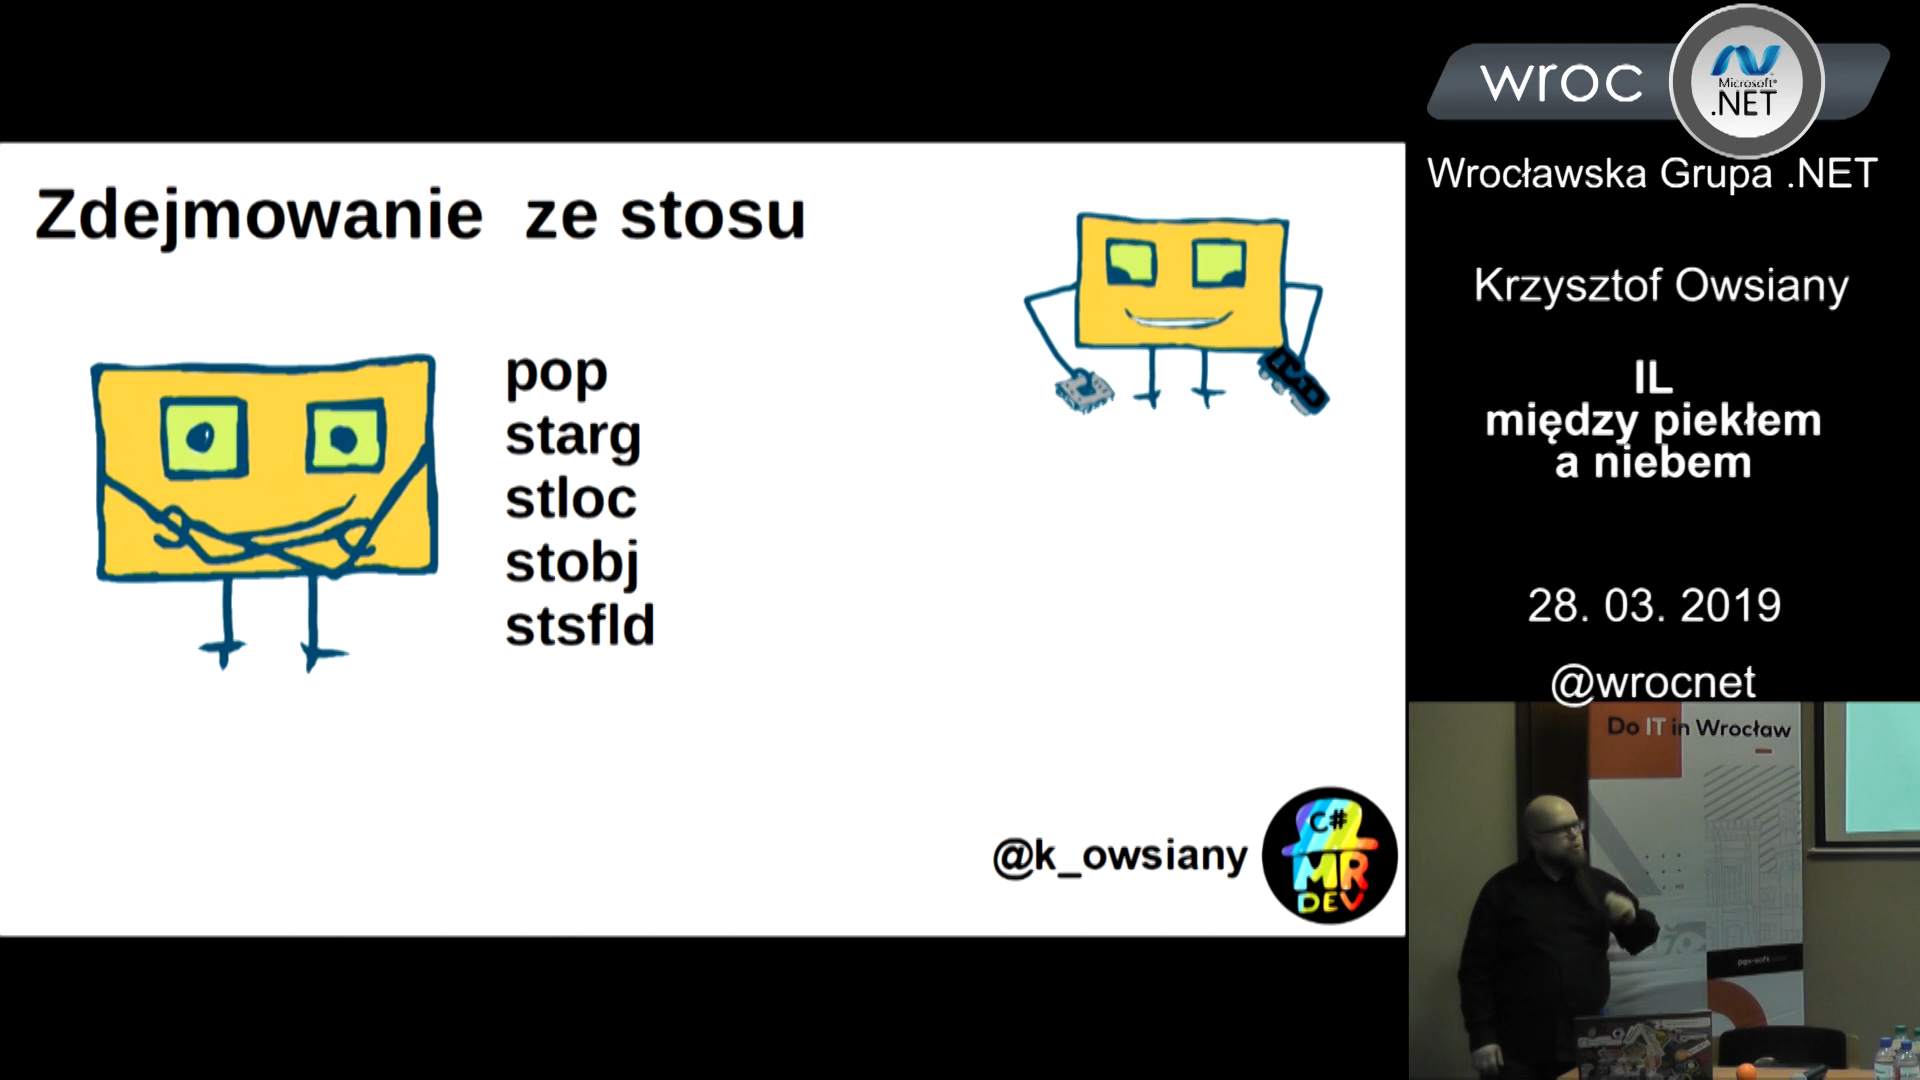 Zdejmowanie ze stosu
pop
starg
stloc
stobj
stsfld
@k_owsiany
C#
MR
DEV
wroc
Microsoft®
.NET
Wrocławska Grupa .NET
Krzysztof Owsiany
IL
między piekłem
a niebem
28. 03. 2019
@wrocnet
Do IT in Wrocław